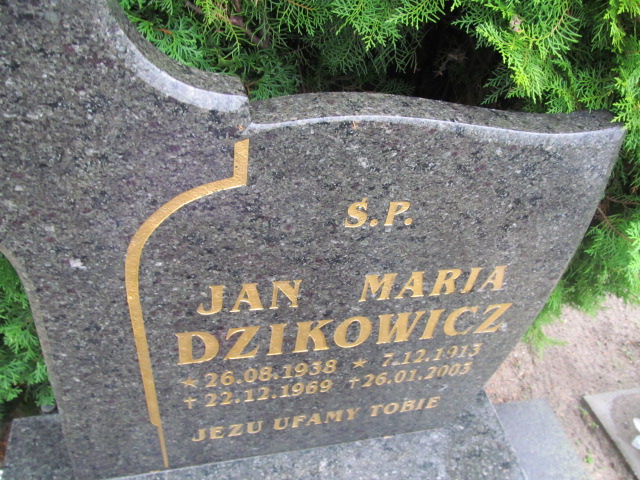 Ś.P.
JAN MARIA
DZIKOWICZ
* 26.08.1938 * 7.12.1913
+ 22.12.1969 + 26.01.2003
JEZU UFAMY TOBIE